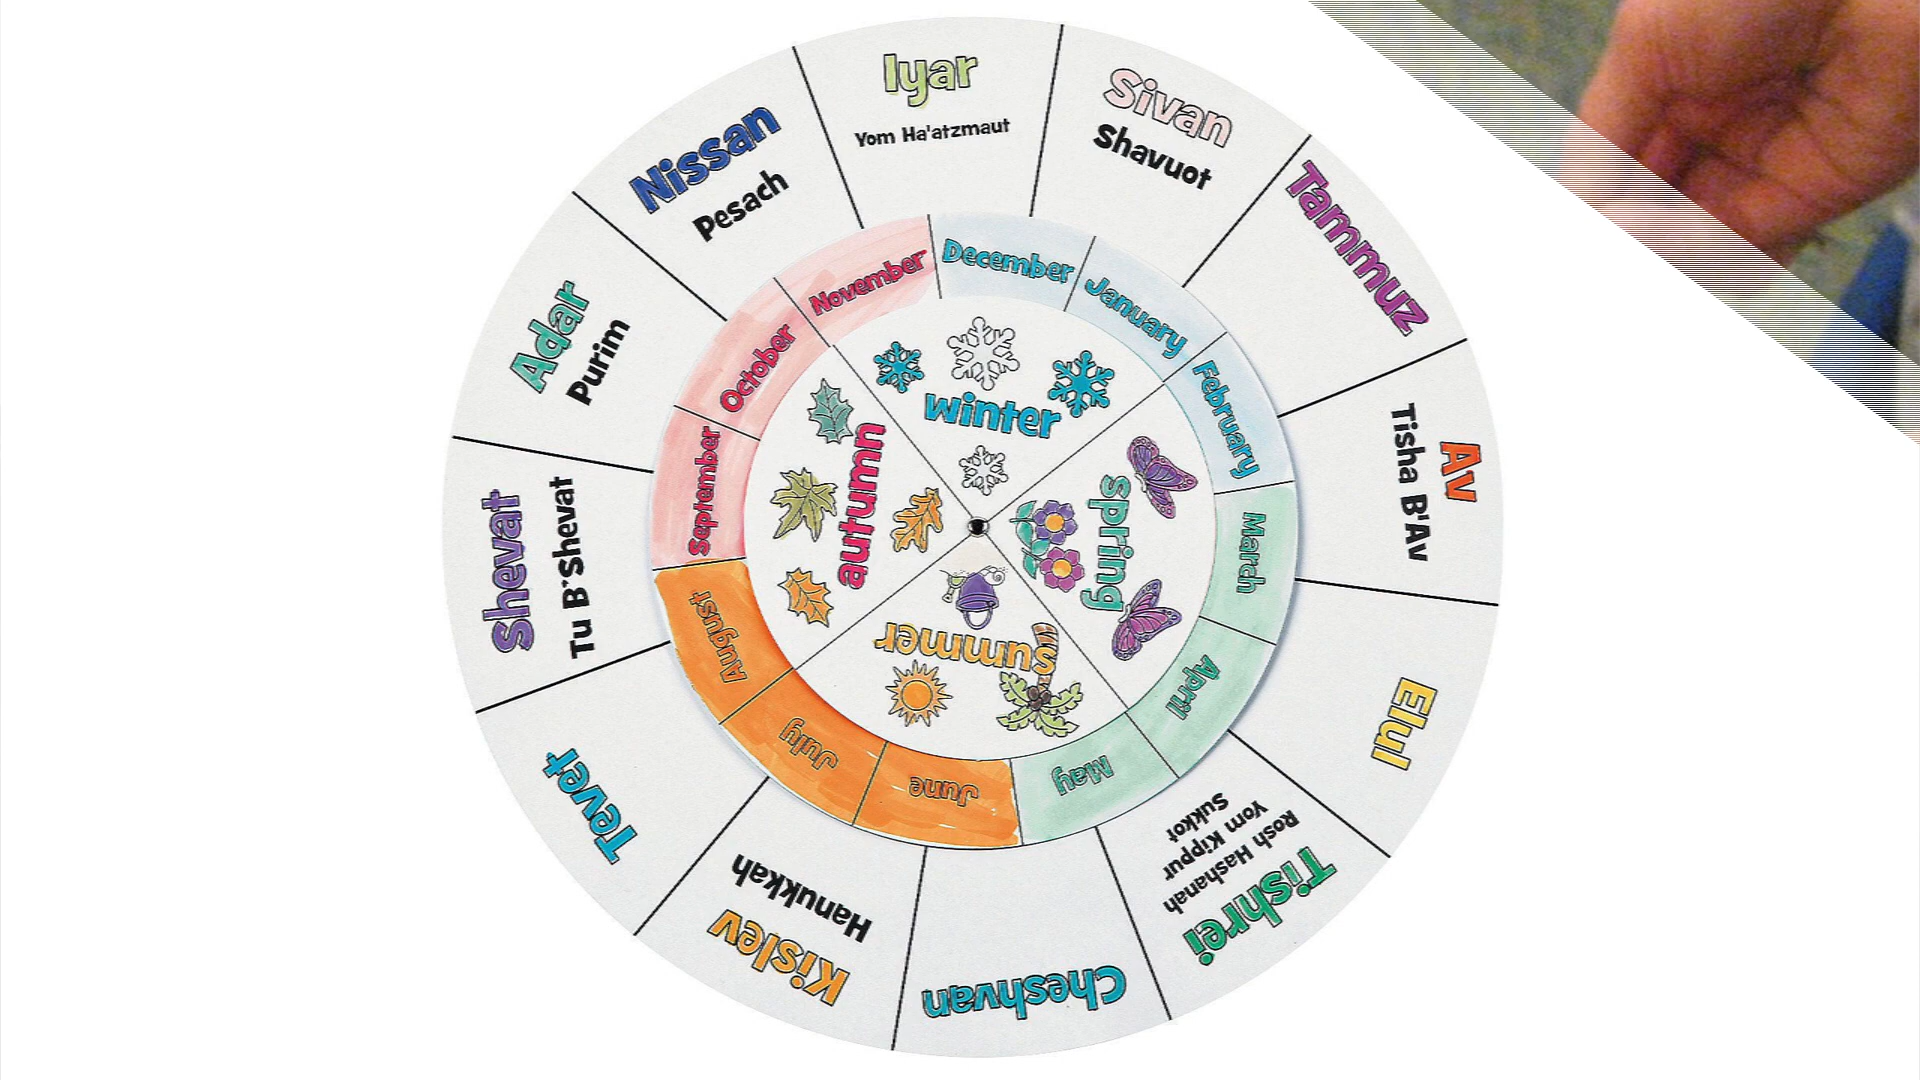 Iyar
Yom Ha'atzmaut
Sivan
Shavuot
Tammuz
Av
Tisha B'Av
Elul
Tishrei
Rosh Hashanah
Yom Kippur
Sukkot
Cheshvan
Kislev
Hanukkah
Tevet
Shevat
Tu B'Shevat
Adar
Purim
Nissan
Pesach
December
January
February
March
April
May
June
July
August
September
October
November
winter
spring
summer
autumn